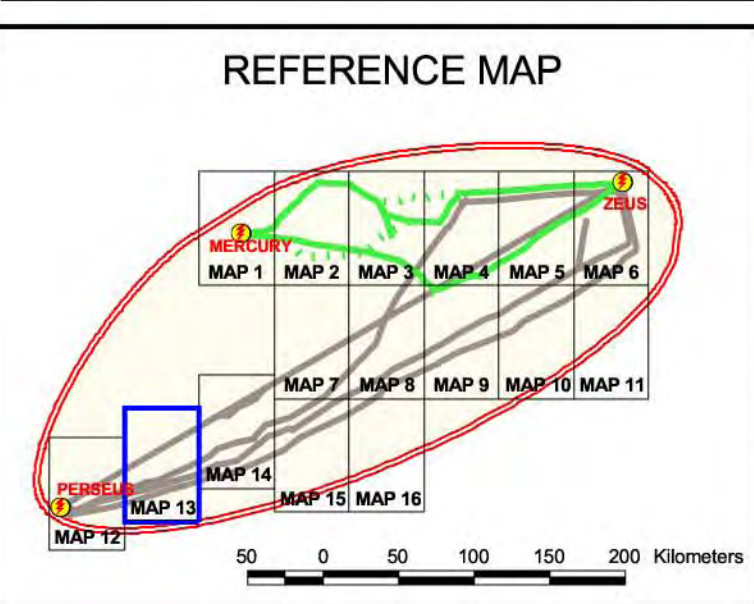 REFERENCE MAP
ZEUS
MERCURY
MAP 1 MAP 2 MAP 3 MAP 4 MAP 5 MAP 6
MAP 7 MAP 8 MAP 9 MAP 10 MAP 11
MAP 14
PERSEUS
MAP 13 MAP 15 MAP 16
MAP 12
50 0 50 100 150 200 Kilometers